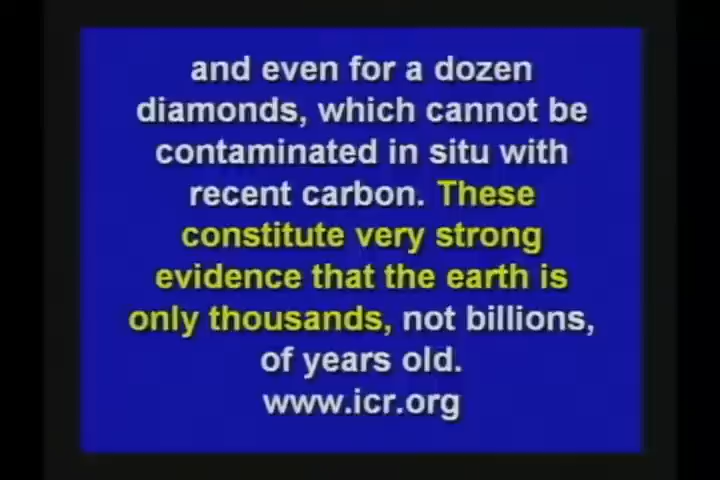 and even for a dozen
diamonds, which cannot be
contaminated in situ with
recent carbon. These
constitute very strong
evidence that the earth is
only thousands, not billions,
of years old.
www.icr.org